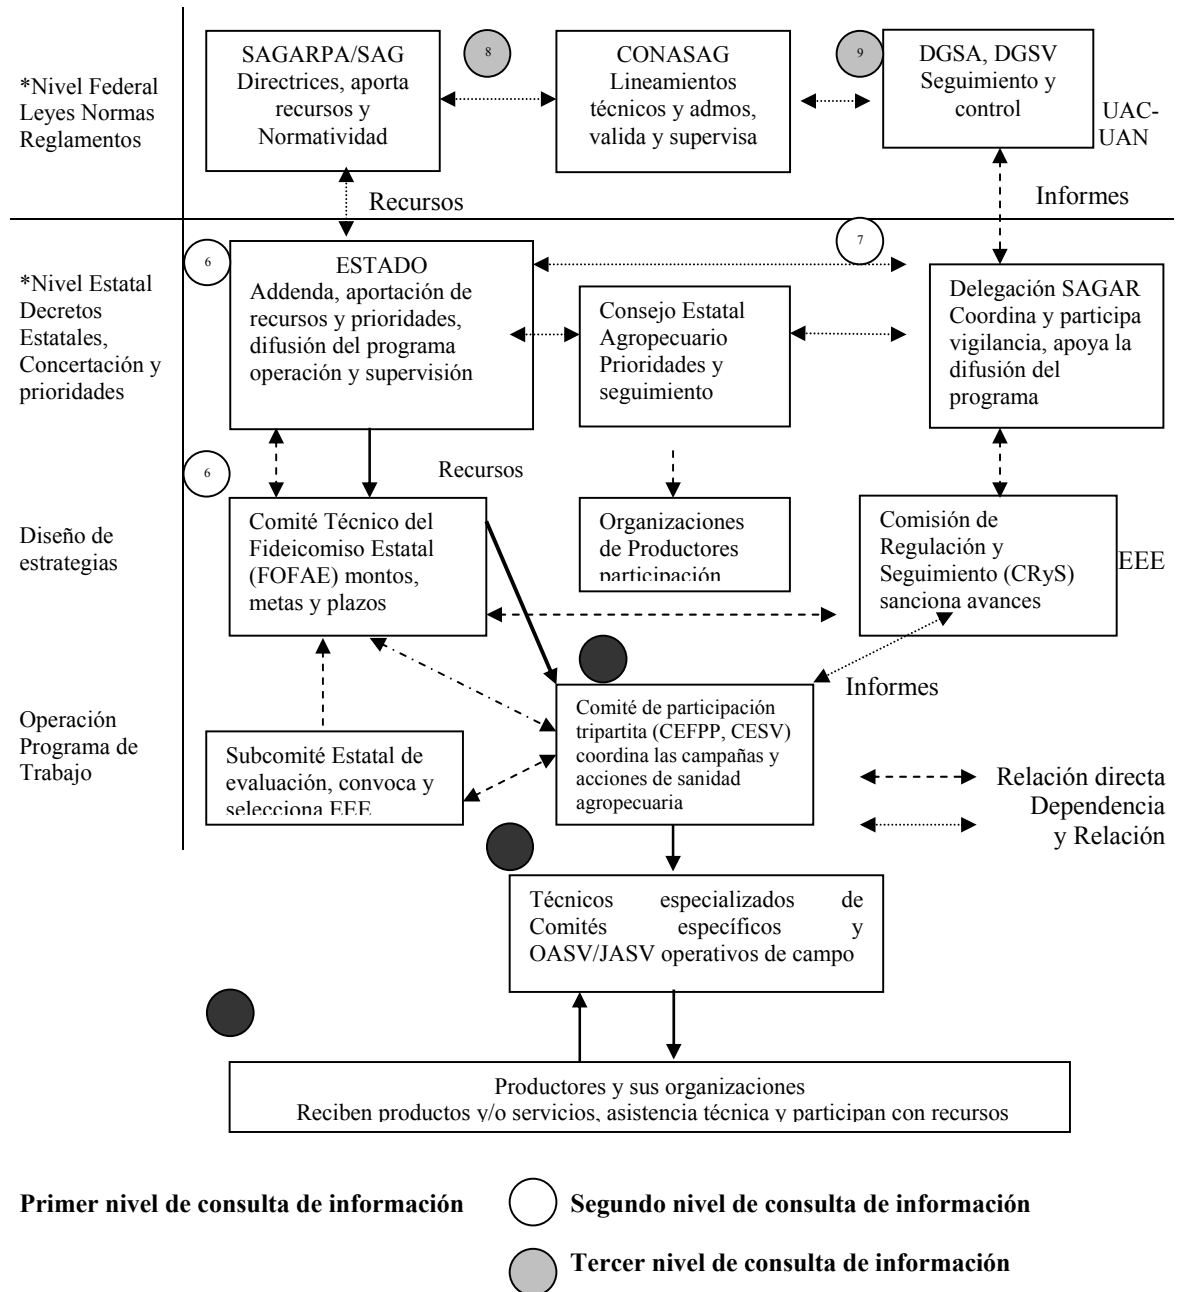 *Nivel Federal
Leyes Normas
Reglamentos
SAGARPA/SAG
Directrices, aporta
recursos y
Normatividad
8
CONASAG
Lineamientos
técnicos y admos,
valida y supervisa
9
DGSA, DGSV
Seguimiento y
control
UAC-
UAN
Recursos
Informes
*Nivel Estatal
Decretos
Estatales,
Concertación y
prioridades
6
ESTADO
Addenda, aportación de
recursos y prioridades,
difusión del programa
operación y supervisión
7
Consejo Estatal
Agropecuario
Prioridades y
seguimiento
Delegación SAGAR
Coordina y participa
vigilancia, apoya la
difusión del
programa
6
Recursos
Diseño de
estrategias
Comité Técnico del
Fideicomiso Estatal
(FOFAE) montos,
metas y plazos
Organizaciones
de Productores
participación
Comisión de
Regulación y
Seguimiento (CRyS)
sanciona avances
EEE
Informes
Operación
Programa de
Trabajo
Subcomité Estatal de
evaluación, convoca y
selecciona EEE
Comité de participación
tripartita (CEFPP, CESV)
coordina las campañas y
acciones de sanidad
agropecuaria
Relación directa
Dependencia
y Relación
Técnicos especializados de
Comités específicos y
OASV/JASV operativos de campo
Productores y sus organizaciones
Reciben productos y/o servicios, asistencia técnica y participan con recursos
Primer nivel de consulta de información
Segundo nivel de consulta de información
Tercer nivel de consulta de información